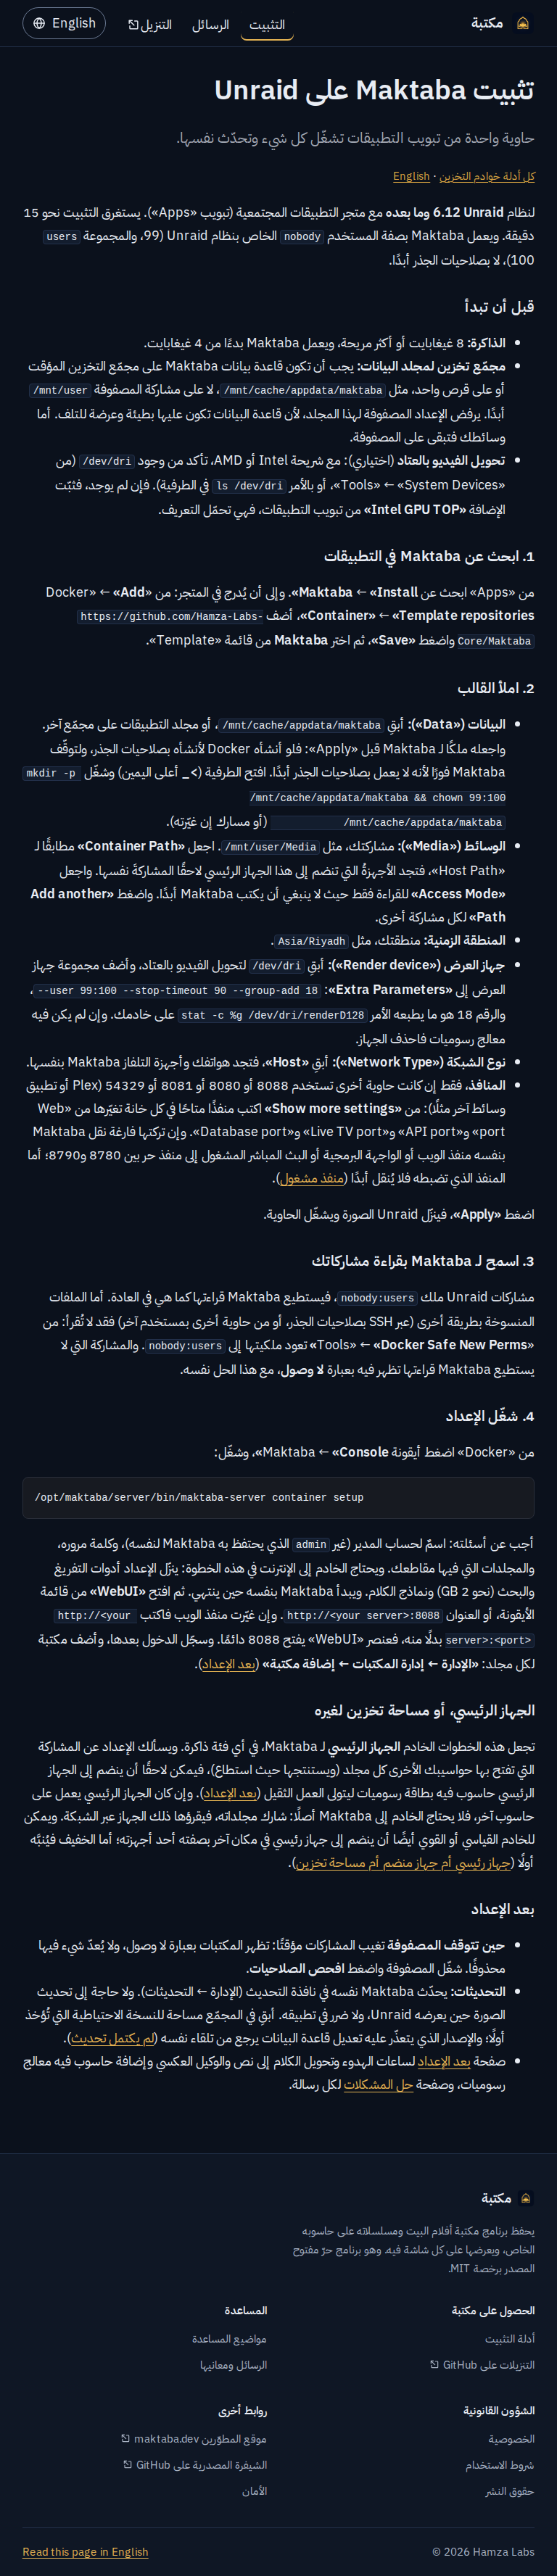 مكتبة
التثبيت
الرسائل
التنزيل
English
تثبيت Maktaba على Unraid
حاوية واحدة من تبويب التطبيقات تشغّل كل شيء وتحدّث نفسها.
كل أدلة خوادم التخزين · English
لنظام Unraid 6.12 وما بعده مع متجر التطبيقات المجتمعية (تبويب «Apps»). يستغرق التثبيت نحو 15
دقيقة. ويعمل Maktaba بصفة المستخدم nobody الخاص بنظام Unraid (99، والمجموعة users
100)، لا بصلاحيات الجذر أبدًا.
قبل أن تبدأ
الذاكرة: 8 غيغابايت أو أكثر مريحة، ويعمل Maktaba بدءًا من 4 غيغابايت.
مجمّع تخزين لمجلد البيانات: يجب أن تكون قاعدة بيانات Maktaba على مجمّع التخزين المؤقت
أو على قرص واحد، مثل /mnt/cache/appdata/maktaba، لا على مشاركة المصفوفة /mnt/user
أبدًا. يرفض الإعداد المصفوفة لهذا المجلد، لأن قاعدة البيانات تكون عليها بطيئة وعرضة للتلف. أما
وسائطك فتبقى على المصفوفة.
تحويل الفيديو بالعتاد (اختياري): مع شريحة Intel أو AMD، تأكد من وجود /dev/dri (من
«Tools» ← «System Devices»، أو بالأمر ls /dev/dri في الطرفية). فإن لم يوجد، فثبّت
الإضافة «Intel GPU TOP» من تبويب التطبيقات، فهي تحمّل التعريف.
1. ابحث عن Maktaba في التطبيقات
من «Apps» ابحث عن Maktaba ← «Install». وإلى أن يُدرج في المتجر: من «Docker» ← «Add
Container» ← «Template repositories»، أضف https://github.com/Hamza-Labs-
Core/Maktaba واضغط «Save»، ثم اختر Maktaba من قائمة «Template».
2. املأ القالب
البيانات («Data»): أبقِ /mnt/cache/appdata/maktaba، أو مجلد التطبيقات على مجمّع آخر.
واجعله ملكًا لـ Maktaba قبل «Apply»: فلو أنشأه Docker لأنشأه بصلاحيات الجذر، ولتوقّف
Maktaba فورًا لأنه لا يعمل بصلاحيات الجذر أبدًا. افتح الطرفية (>_ أعلى اليمين) وشغّل mkdir -p
/mnt/cache/appdata/maktaba && chown 99:100
/mnt/cache/appdata/maktaba (أو مسارك إن غيّرته).
الوسائط («Media»): مشاركتك، مثل /mnt/user/Media. اجعل «Container Path» مطابقًا لـ
«Host Path»، فتجد الأجهزةُ التي تنضم إلى هذا الجهاز الرئيسي لاحقًا المشاركةَ نفسها. واجعل
«Access Mode» للقراءة فقط حيث لا ينبغي أن يكتب Maktaba أبدًا. واضغط «Add another
Path» لكل مشاركة أخرى.
المنطقة الزمنية: منطقتك، مثل Asia/Riyadh.
جهاز العرض («Render device»): أبقِ /dev/dri لتحويل الفيديو بالعتاد، وأضف مجموعة جهاز
العرض إلى «Extra Parameters»: --user 99:100 --stop-timeout 90 --group-add 18،
والرقم 18 هو ما يطبعه الأمر stat -c %g /dev/dri/renderD128 على خادمك. وإن لم يكن فيه
معالج رسوميات فاحذف الجهاز.
نوع الشبكة («Network Type»): أبقِ «Host»، فتجد هواتفك وأجهزة التلفاز Maktaba بنفسها.
المنافذ، فقط إن كانت حاوية أخرى تستخدم 8088 أو 8080 أو 8081 أو 54329 (Plex أو تطبيق
وسائط آخر مثلًا): من «Show more settings» اكتب منفذًا متاحًا في كل خانة تغيّرها من «Web
port» و«API port» و«Live TV port» و«Database port». وإن تركتها فارغة نقل Maktaba
بنفسه منفذ الويب أو الواجهة البرمجية أو البث المباشر المشغول إلى منفذ حر بين 8780 و8790؛ أما
المنفذ الذي تضبطه فلا يُنقل أبدًا (منفذ مشغول).
اضغط «Apply»، فينزّل Unraid الصورة ويشغّل الحاوية.
3. اسمح لـ Maktaba بقراءة مشاركاتك
مشاركات Unraid ملك nobody:users، فيستطيع Maktaba قراءتها كما هي في العادة. أما الملفات
المنسوخة بطريقة أخرى (عبر SSH بصلاحيات الجذر، أو من حاوية أخرى بمستخدم آخر) فقد لا تُقرأ: من
«Tools» ← «Docker Safe New Perms» تعود ملكيتها إلى nobody:users. والمشاركة التي لا
يستطيع Maktaba قراءتها تظهر فيه بعبارة لا وصول، مع هذا الحل نفسه.
4. شغّل الإعداد
من «Docker» اضغط أيقونة Maktaba ← «Console»، وشغّل:
/opt/maktaba/server/bin/maktaba-server container setup
أجب عن أسئلته: اسمٌ لحساب المدير (غير admin الذي يحتفظ به Maktaba لنفسه)، وكلمة مروره،
والمجلدات التي فيها مقاطعك. ويحتاج الخادم إلى الإنترنت في هذه الخطوة: ينزّل الإعداد أدوات التفريغ
والبحث (نحو 2 GB) ونماذج الكلام. ويبدأ Maktaba بنفسه حين ينتهي. ثم افتح «WebUI» من قائمة
الأيقونة، أو العنوان http://<your server>:8088. وإن غيّرت منفذ الويب فاكتب http://<your
server>:<port> بدلًا منه، فعنصر «WebUI» يفتح 8088 دائمًا. وسجّل الدخول بعدها، وأضف مكتبة
لكل مجلد: «الإدارة ← إدارة المكتبات ← إضافة مكتبة» (بعد الإعداد).
الجهاز الرئيسي، أو مساحة تخزين لغيره
تجعل هذه الخطوات الخادم الجهاز الرئيسي لـ Maktaba، في أي فئة ذاكرة. ويسألك الإعداد عن المشاركة
التي تفتح بها حواسيبك الأخرى كل مجلد (ويستنتجها حيث استطاع)، فيمكن لاحقًا أن ينضم إلى الجهاز
الرئيسي حاسوب فيه بطاقة رسوميات ليتولى العمل الثقيل (بعد الإعداد). وإن كان الجهاز الرئيسي يعمل على
حاسوب آخر، فلا يحتاج الخادم إلى Maktaba أصلًا: شارك مجلداته، فيقرؤها ذلك الجهاز عبر الشبكة. ويمكن
للخادم القياسي أو القوي أيضًا أن ينضم إلى جهاز رئيسي في مكان آخر بصفته أحد أجهزته؛ أما الخفيف فيُنبَّه
أولًا (جهاز رئيسي أم جهاز منضم أم مساحة تخزين).
بعد الإعداد
حين تتوقف المصفوفة تغيب المشاركات مؤقتًا: تظهر المكتبات بعبارة لا وصول، ولا يُعدّ شيء فيها
محذوفًا. شغّل المصفوفة واضغط افحص الصلاحيات.
التحديثات: يحدّث Maktaba نفسه في نافذة التحديث (الإدارة ← التحديثات). ولا حاجة إلى تحديث
الصورة حين يعرضه Unraid، ولا ضرر في تطبيقه. أبقِ في المجمّع مساحة للنسخة الاحتياطية التي تُؤخذ
أولًا؛ والإصدار الذي يتعذّر عليه تعديل قاعدة البيانات يرجع من تلقاء نفسه (لم يكتمل تحديث).
صفحة بعد الإعداد لساعات الهدوء وتحويل الكلام إلى نص والوكيل العكسي وإضافة حاسوب فيه معالج
رسوميات، وصفحة حل المشكلات لكل رسالة.
مكتبة
يحفظ برنامج مكتبة أفلام البيت ومسلسلاته على حاسوبه
الخاص، ويعرضها على كل شاشة فيه. وهو برنامج حرّ مفتوح
المصدر برخصة MIT.
الحصول على مكتبة
أدلة التثبيت
التنزيلات على GitHub
المساعدة
مواضيع المساعدة
الرسائل ومعانيها
الشؤون القانونية
الخصوصية
شروط الاستخدام
حقوق النشر
روابط أخرى
موقع المطوّرين maktaba.dev
الشيفرة المصدرية على GitHub
الأمان
© 2026 Hamza Labs
Read this page in English